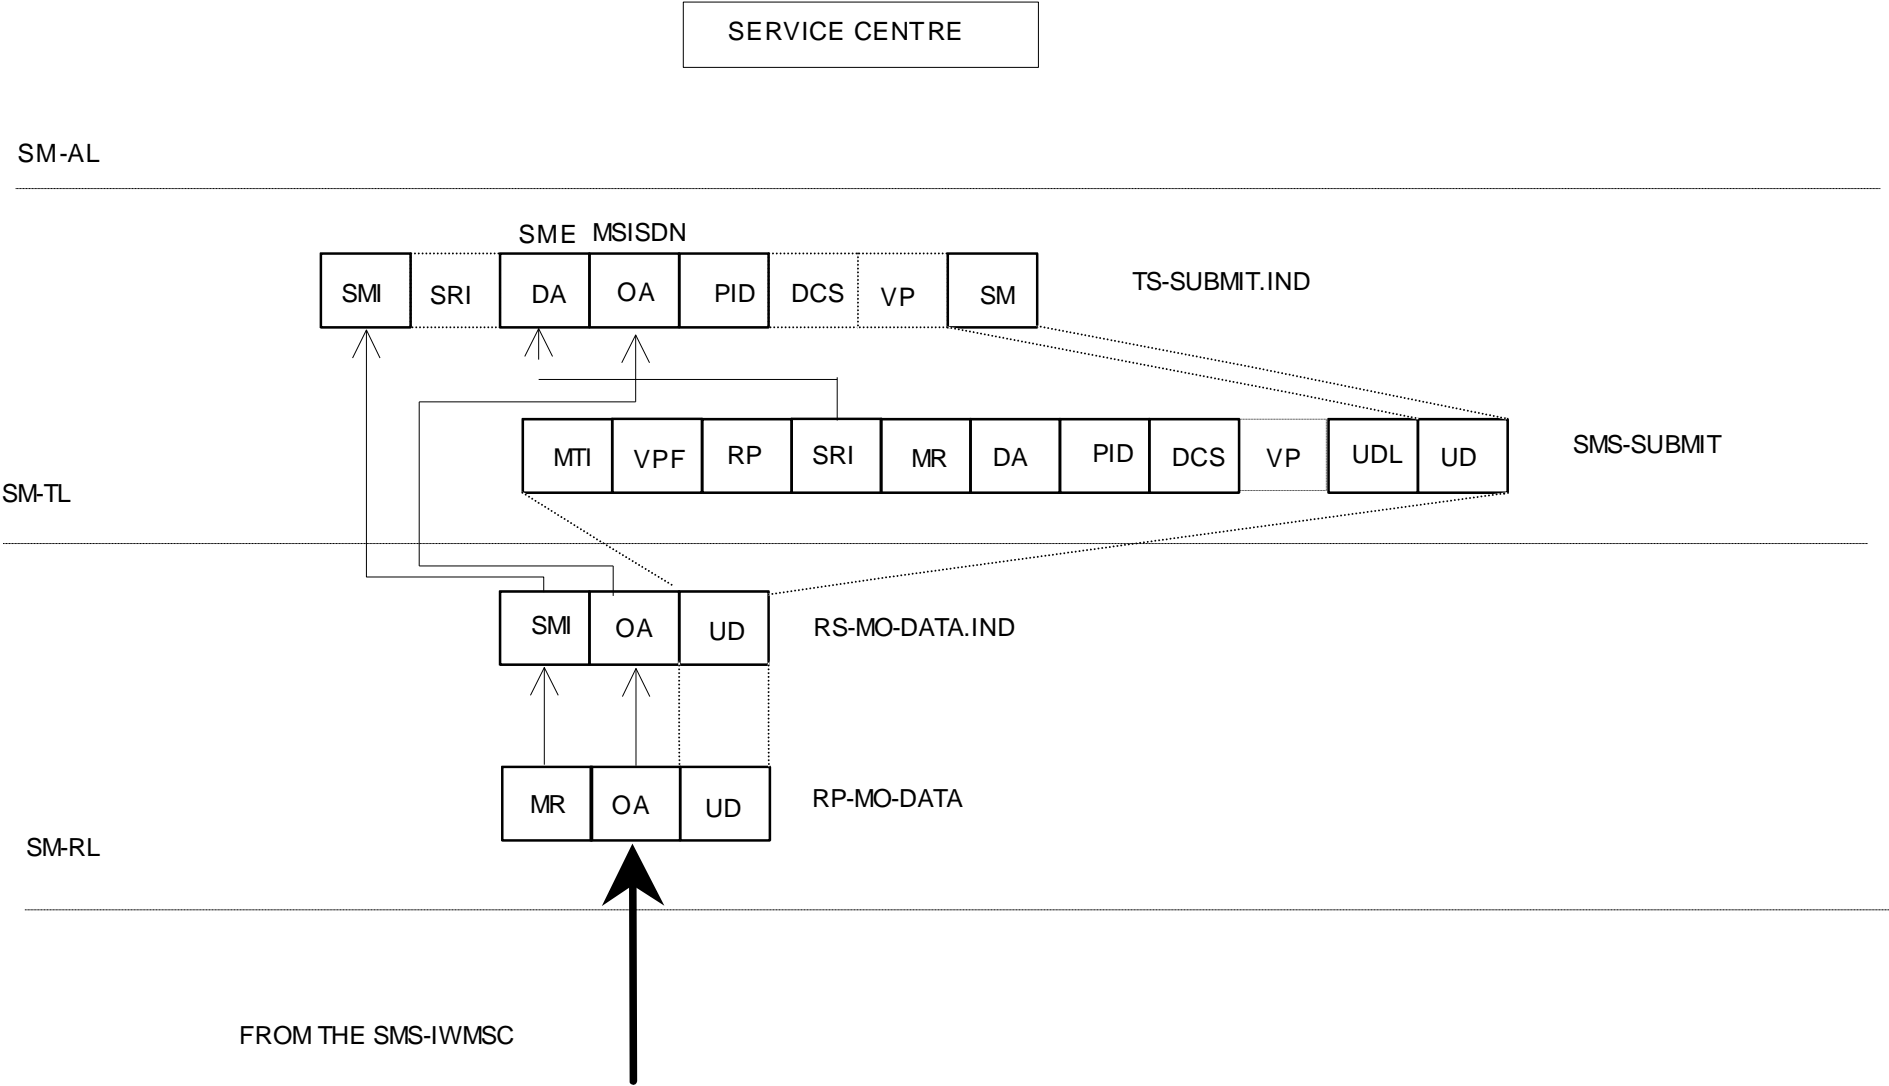 SERVICE CENTRE
SM-AL
SME MSISDN
SMI SRI DA OA PID DCS VP SM TS-SUBMIT.IND
MTI VPF RP SRI MR DA PID DCS VP UDL UD SMS-SUBMIT
SM-TL
SMI OA UD RS-MO-DATA.IND
MR OA UD RP-MO-DATA
SM-RL
FROM THE SMS-IWMSC